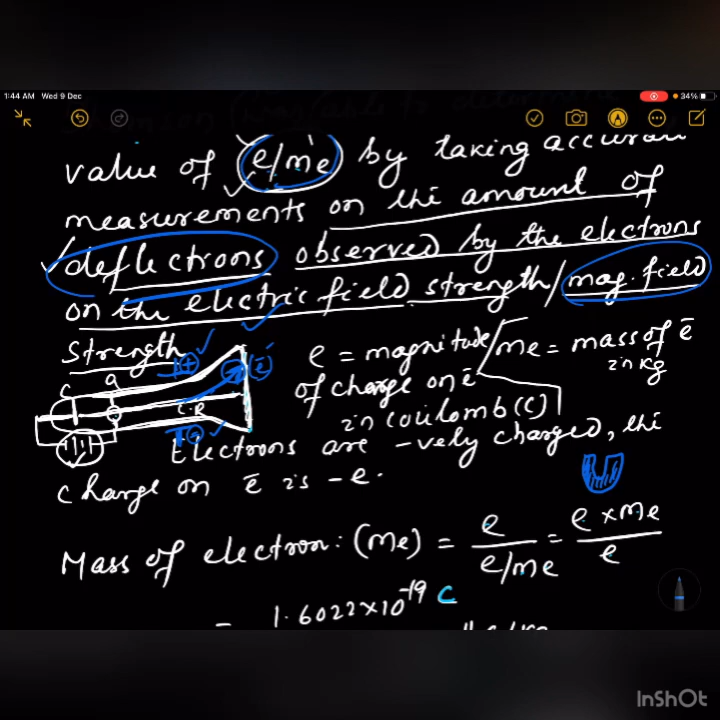 1:44 AM Wed 9 Dec
34%
value of e/me by taking accurate
measurements on the amount of
deflectrons observed by the electrons
on the electric field strength/mag. field
Strength
e = magnitude/me = mass of ē
of charge on ē in kg
in coulomb (C)
C a + (ē)
C.R
Electrons are -vely charged, the
charge on ē is -e.
Mass of electron: (me) = e / e/me = e × me / e
= 1.6022 × 10⁻¹⁹ C
InShOt